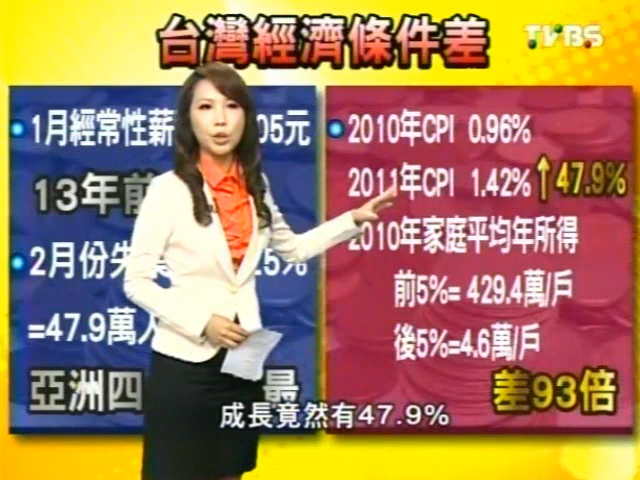 台灣經濟條件差
TVBS
1月經常性薪 05元
13年前
2月份失 5%
=47.9萬人
亞洲四 最
2010年CPI 0.96%
2011年CPI 1.42% ↑47.9%
2010年家庭平均年所得
前5%= 429.4萬/戶
後5%=4.6萬/戶
差93倍
成長竟然有47.9%